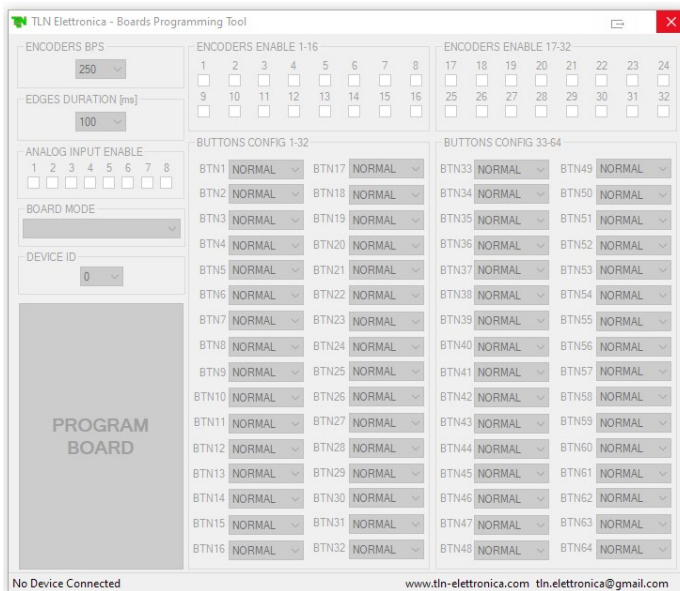 TLN Elettronica - Boards Programming Tool
ENCODERS BPS
250
EDGES DURATION [ms]
100
ANALOG INPUT ENABLE
1 2 3 4 5 6 7 8
BOARD MODE
DEVICE ID
0
PROGRAM
BOARD
ENCODERS ENABLE 1-16
1 2 3 4 5 6 7 8
9 10 11 12 13 14 15 16
ENCODERS ENABLE 17-32
17 18 19 20 21 22 23 24
25 26 27 28 29 30 31 32
BUTTONS CONFIG 1-32
BTN1 NORMAL BTN17 NORMAL
BTN2 NORMAL BTN18 NORMAL
BTN3 NORMAL BTN19 NORMAL
BTN4 NORMAL BTN20 NORMAL
BTN5 NORMAL BTN21 NORMAL
BTN6 NORMAL BTN22 NORMAL
BTN7 NORMAL BTN23 NORMAL
BTN8 NORMAL BTN24 NORMAL
BTN9 NORMAL BTN25 NORMAL
BTN10 NORMAL BTN26 NORMAL
BTN11 NORMAL BTN27 NORMAL
BTN12 NORMAL BTN28 NORMAL
BTN13 NORMAL BTN29 NORMAL
BTN14 NORMAL BTN30 NORMAL
BTN15 NORMAL BTN31 NORMAL
BTN16 NORMAL BTN32 NORMAL
BUTTONS CONFIG 33-64
BTN33 NORMAL BTN49 NORMAL
BTN34 NORMAL BTN50 NORMAL
BTN35 NORMAL BTN51 NORMAL
BTN36 NORMAL BTN52 NORMAL
BTN37 NORMAL BTN53 NORMAL
BTN38 NORMAL BTN54 NORMAL
BTN39 NORMAL BTN55 NORMAL
BTN40 NORMAL BTN56 NORMAL
BTN41 NORMAL BTN57 NORMAL
BTN42 NORMAL BTN58 NORMAL
BTN43 NORMAL BTN59 NORMAL
BTN44 NORMAL BTN60 NORMAL
BTN45 NORMAL BTN61 NORMAL
BTN46 NORMAL BTN62 NORMAL
BTN47 NORMAL BTN63 NORMAL
BTN48 NORMAL BTN64 NORMAL
No Device Connected www.tln-elettronica.com tln.elettronica@gmail.com